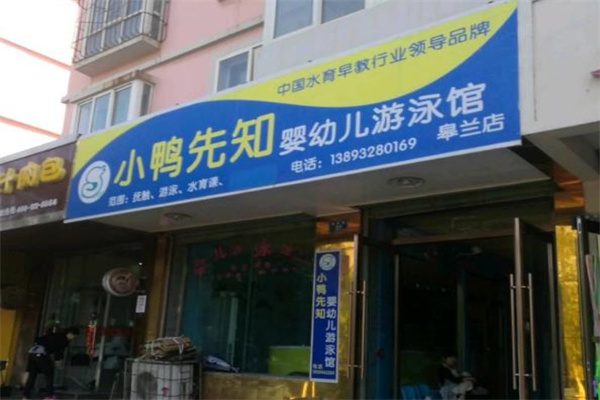 中国水育早教行业领导品牌
小鸭先知 婴幼儿游泳馆
范围：抚触、游泳、水育课、
电话：13893280169 皋兰店
汁肉包
小鸭先知
婴幼儿游泳馆